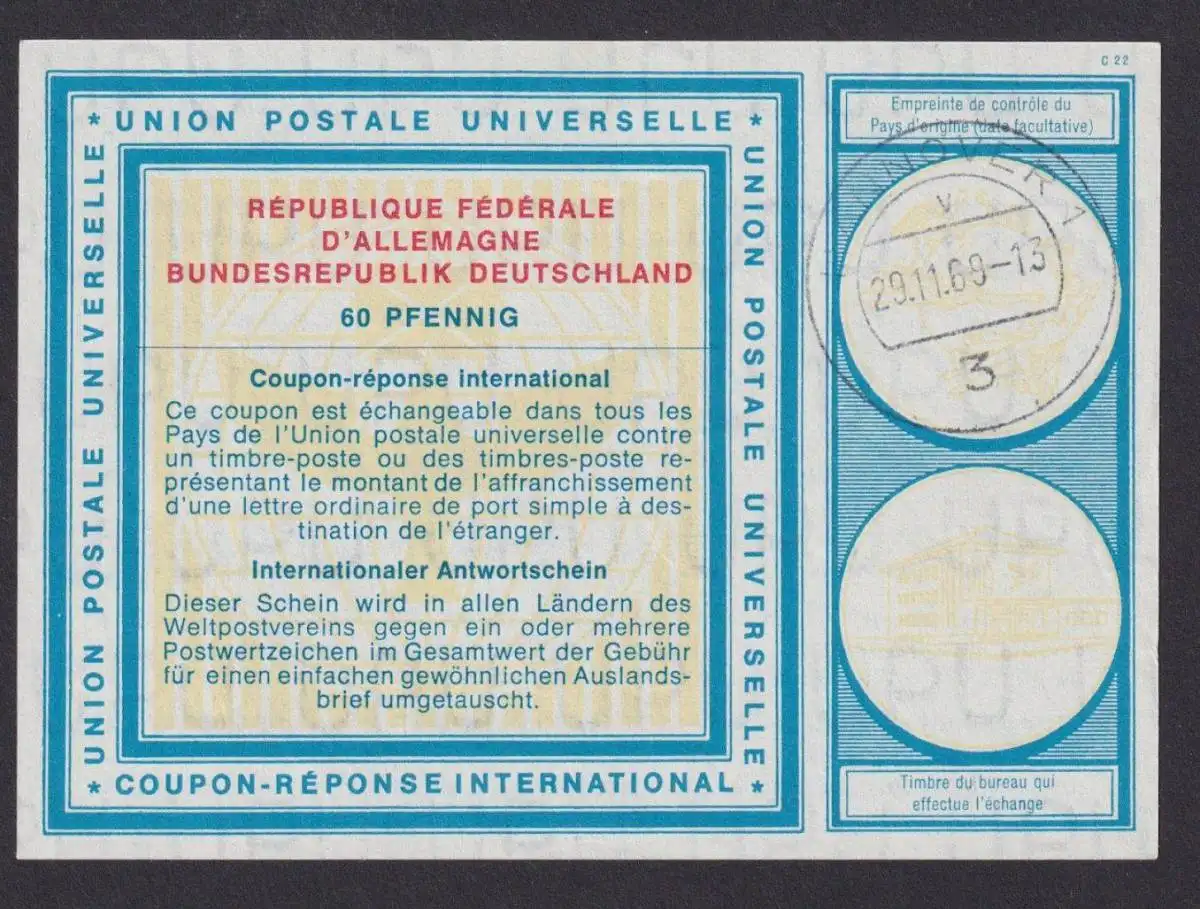 C 22
* UNION POSTALE UNIVERSELLE *
UNION POSTALE UNIVERSELLE
UNION POSTALE UNIVERSELLE
* COUPON-RÉPONSE INTERNATIONAL *
RÉPUBLIQUE FÉDÉRALE
D'ALLEMAGNE
BUNDESREPUBLIK DEUTSCHLAND
60 PFENNIG
Coupon-réponse international
Ce coupon est échangeable dans tous les
Pays de l'Union postale universelle contre
un timbre-poste ou des timbres-poste re-
présentant le montant de l'affranchissement
d'une lettre ordinaire de port simple à des-
tination de l'étranger.
Internationaler Antwortschein
Dieser Schein wird in allen Ländern des
Weltpostvereins gegen ein oder mehrere
Postwertzeichen im Gesamtwert der Gebühr
für einen einfachen gewöhnlichen Auslands-
brief umgetauscht.
Empreinte de contrôle du
Pays d'origine (date facultative)
HANNOVER 1
V
29.11.69-13
3
Timbre du bureau qui
effectue l'échange